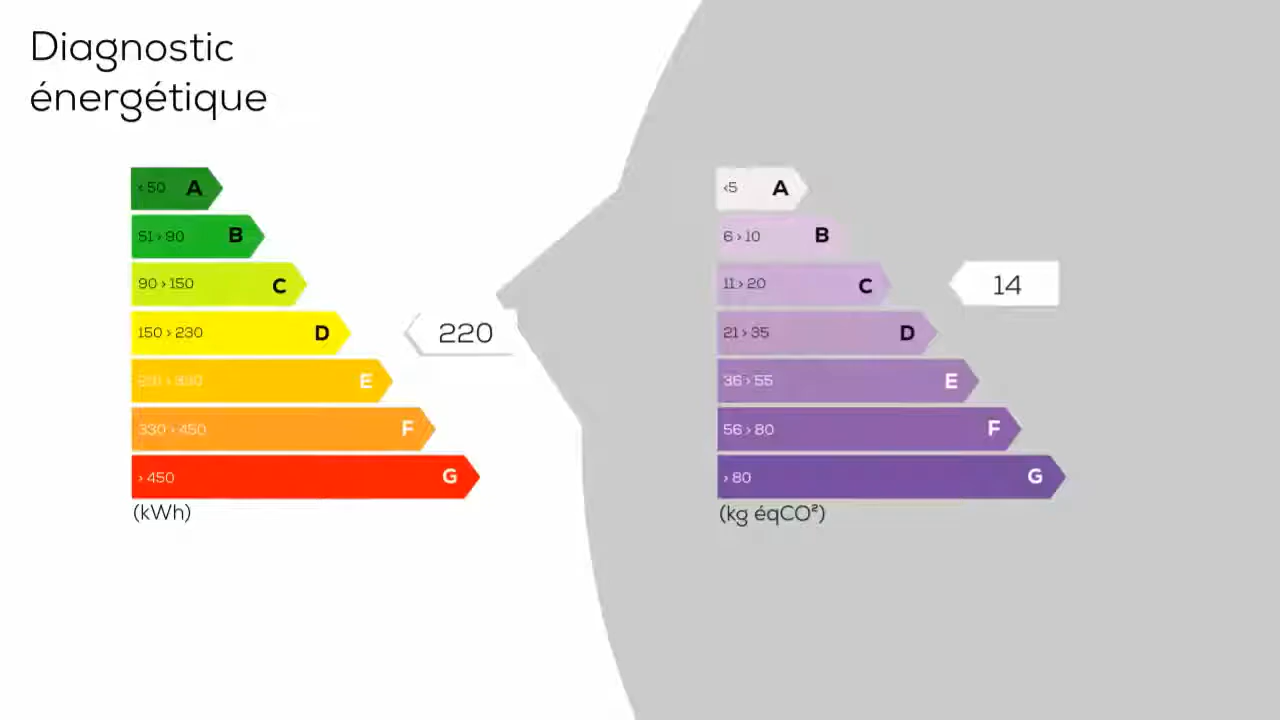 Diagnostic
énergétique
< 50 A
51 > 90 B
90 > 150 C
150 > 230 D
220
E
330 > 450 F
> 450 G
(kWh)
<5 A
6 > 10 B
11 > 20 C
14
21 > 35 D
36 > 55 E
56 > 80 F
> 80 G
(kg éqCO²)